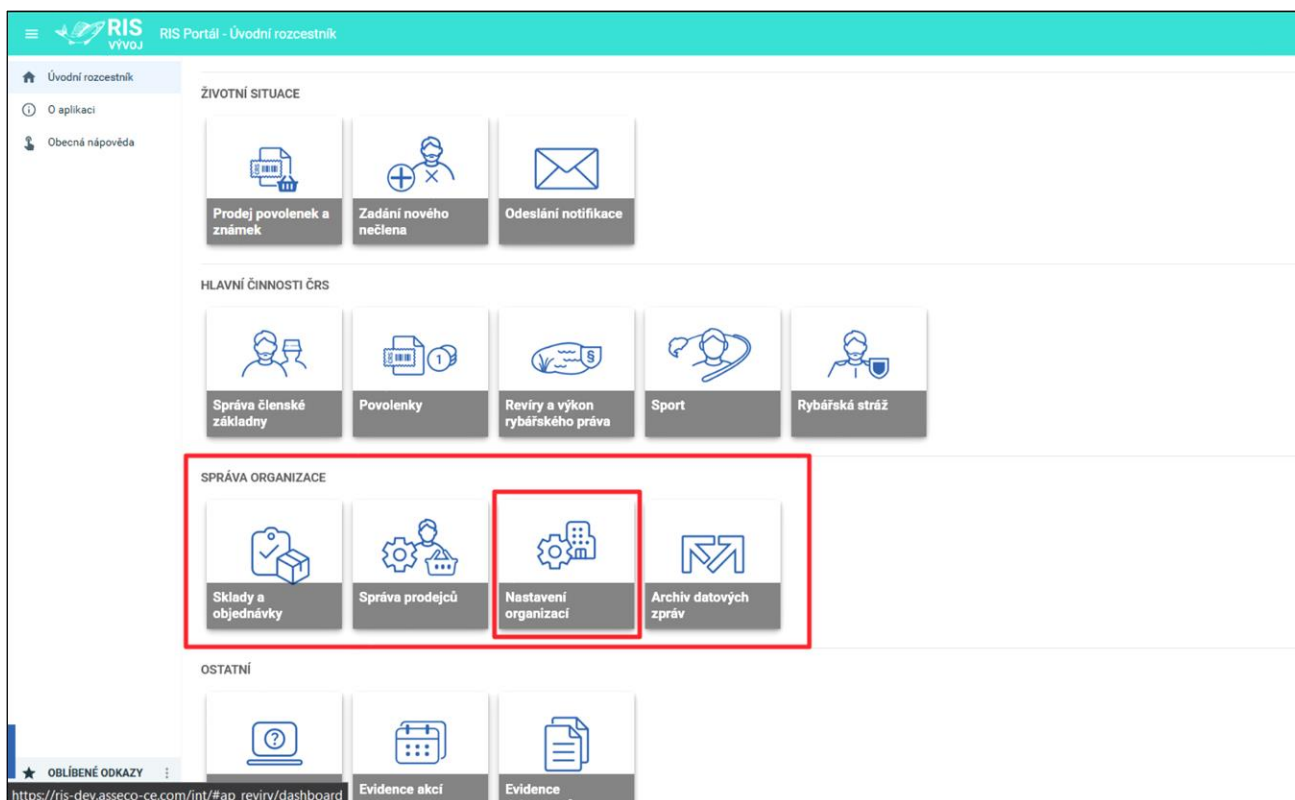 RIS
VÝVOJ
RIS Portál - Úvodní rozcestník
Úvodní rozcestník
O aplikaci
Obecná nápověda
ŽIVOTNÍ SITUACE
Prodej povolenek a
známek
Zadání nového
nečlena
Odeslání notifikace
HLAVNÍ ČINNOSTI ČRS
Správa členské
základny
Povolenky
Revíry a výkon
rybářského práva
Sport
Rybářská stráž
SPRÁVA ORGANIZACE
Sklady a
objednávky
Správa prodejců
Nastavení
organizací
Archiv datových
zpráv
OSTATNÍ
Evidence akcí
Evidence
OBLÍBENÉ ODKAZY
https://ris-dev.asseco-ce.com/int/#ap_reviry/dashboard